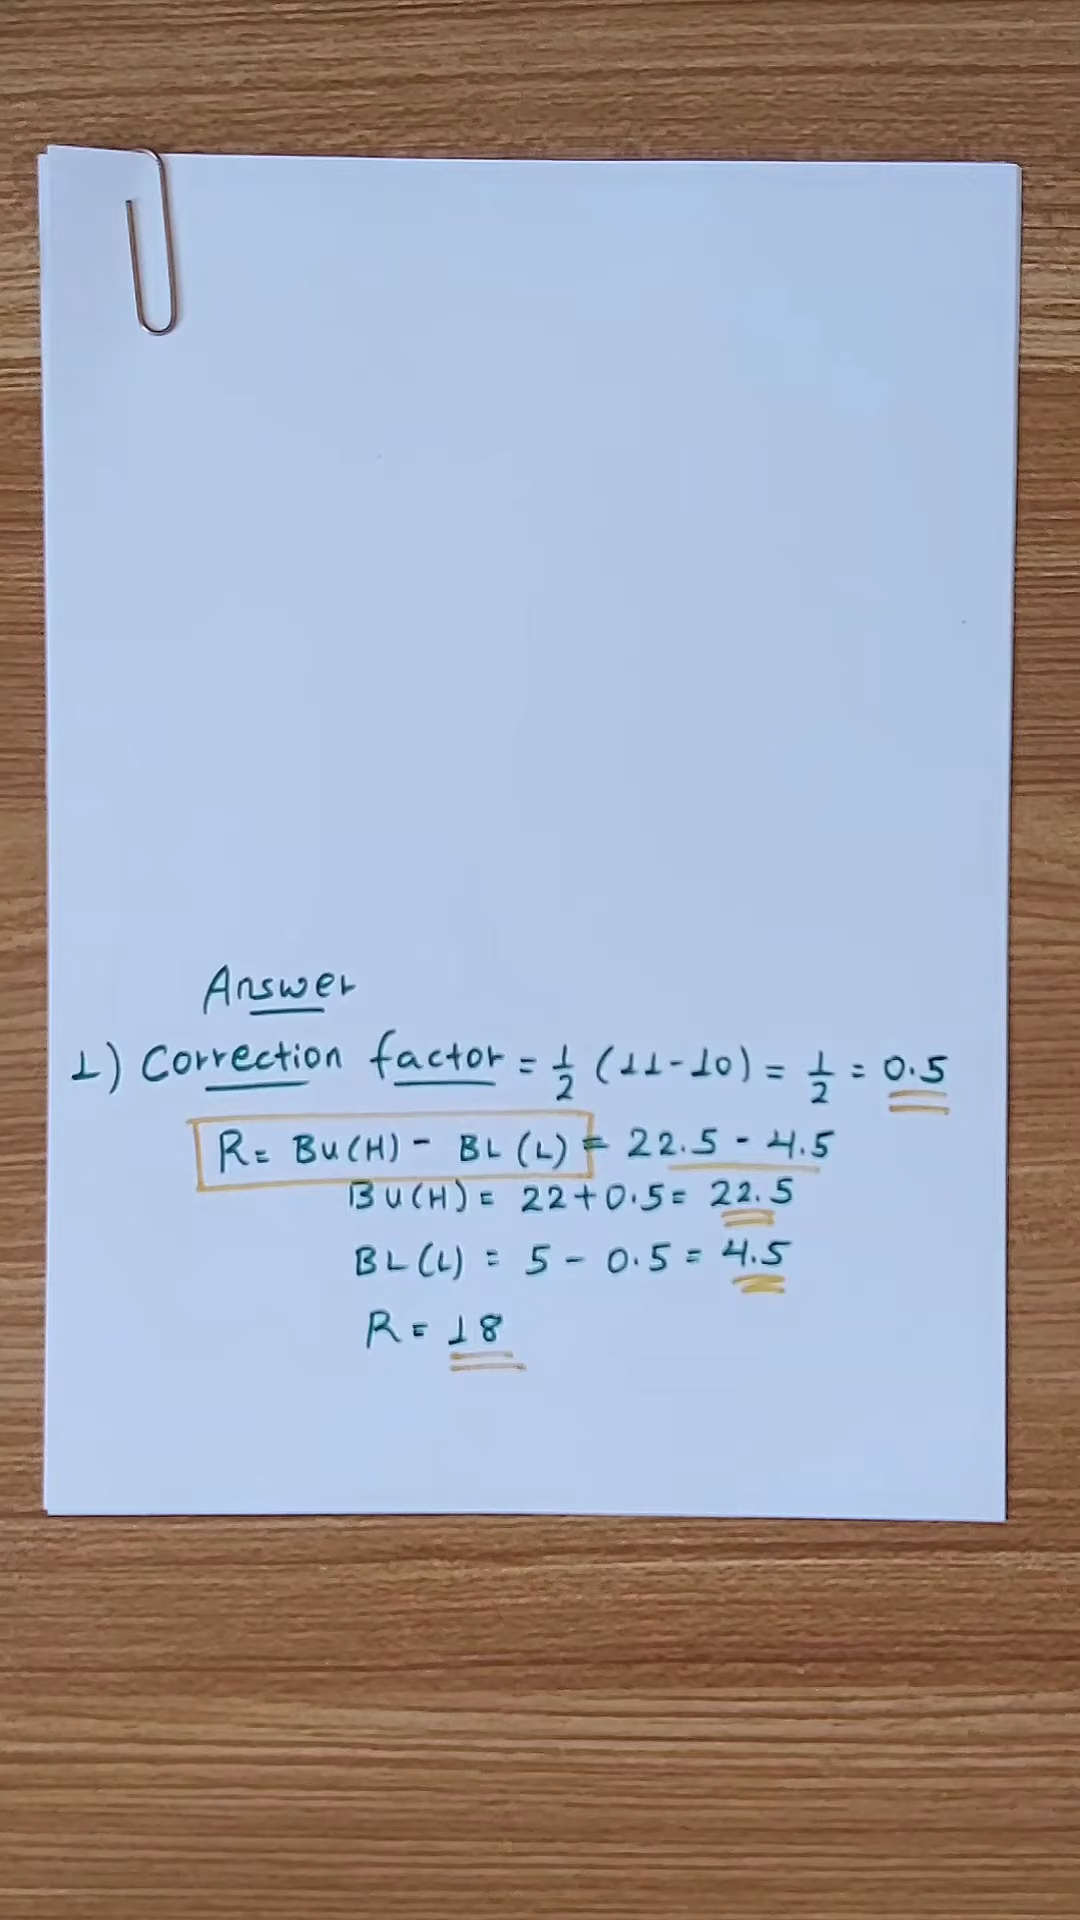 Answer
1) Correction factor = 1/2 (11-10) = 1/2 = 0.5
R= BU(H) - BL(L) = 22.5 - 4.5
BU(H) = 22+0.5= 22.5
BL(L) = 5 - 0.5 = 4.5
R= 18